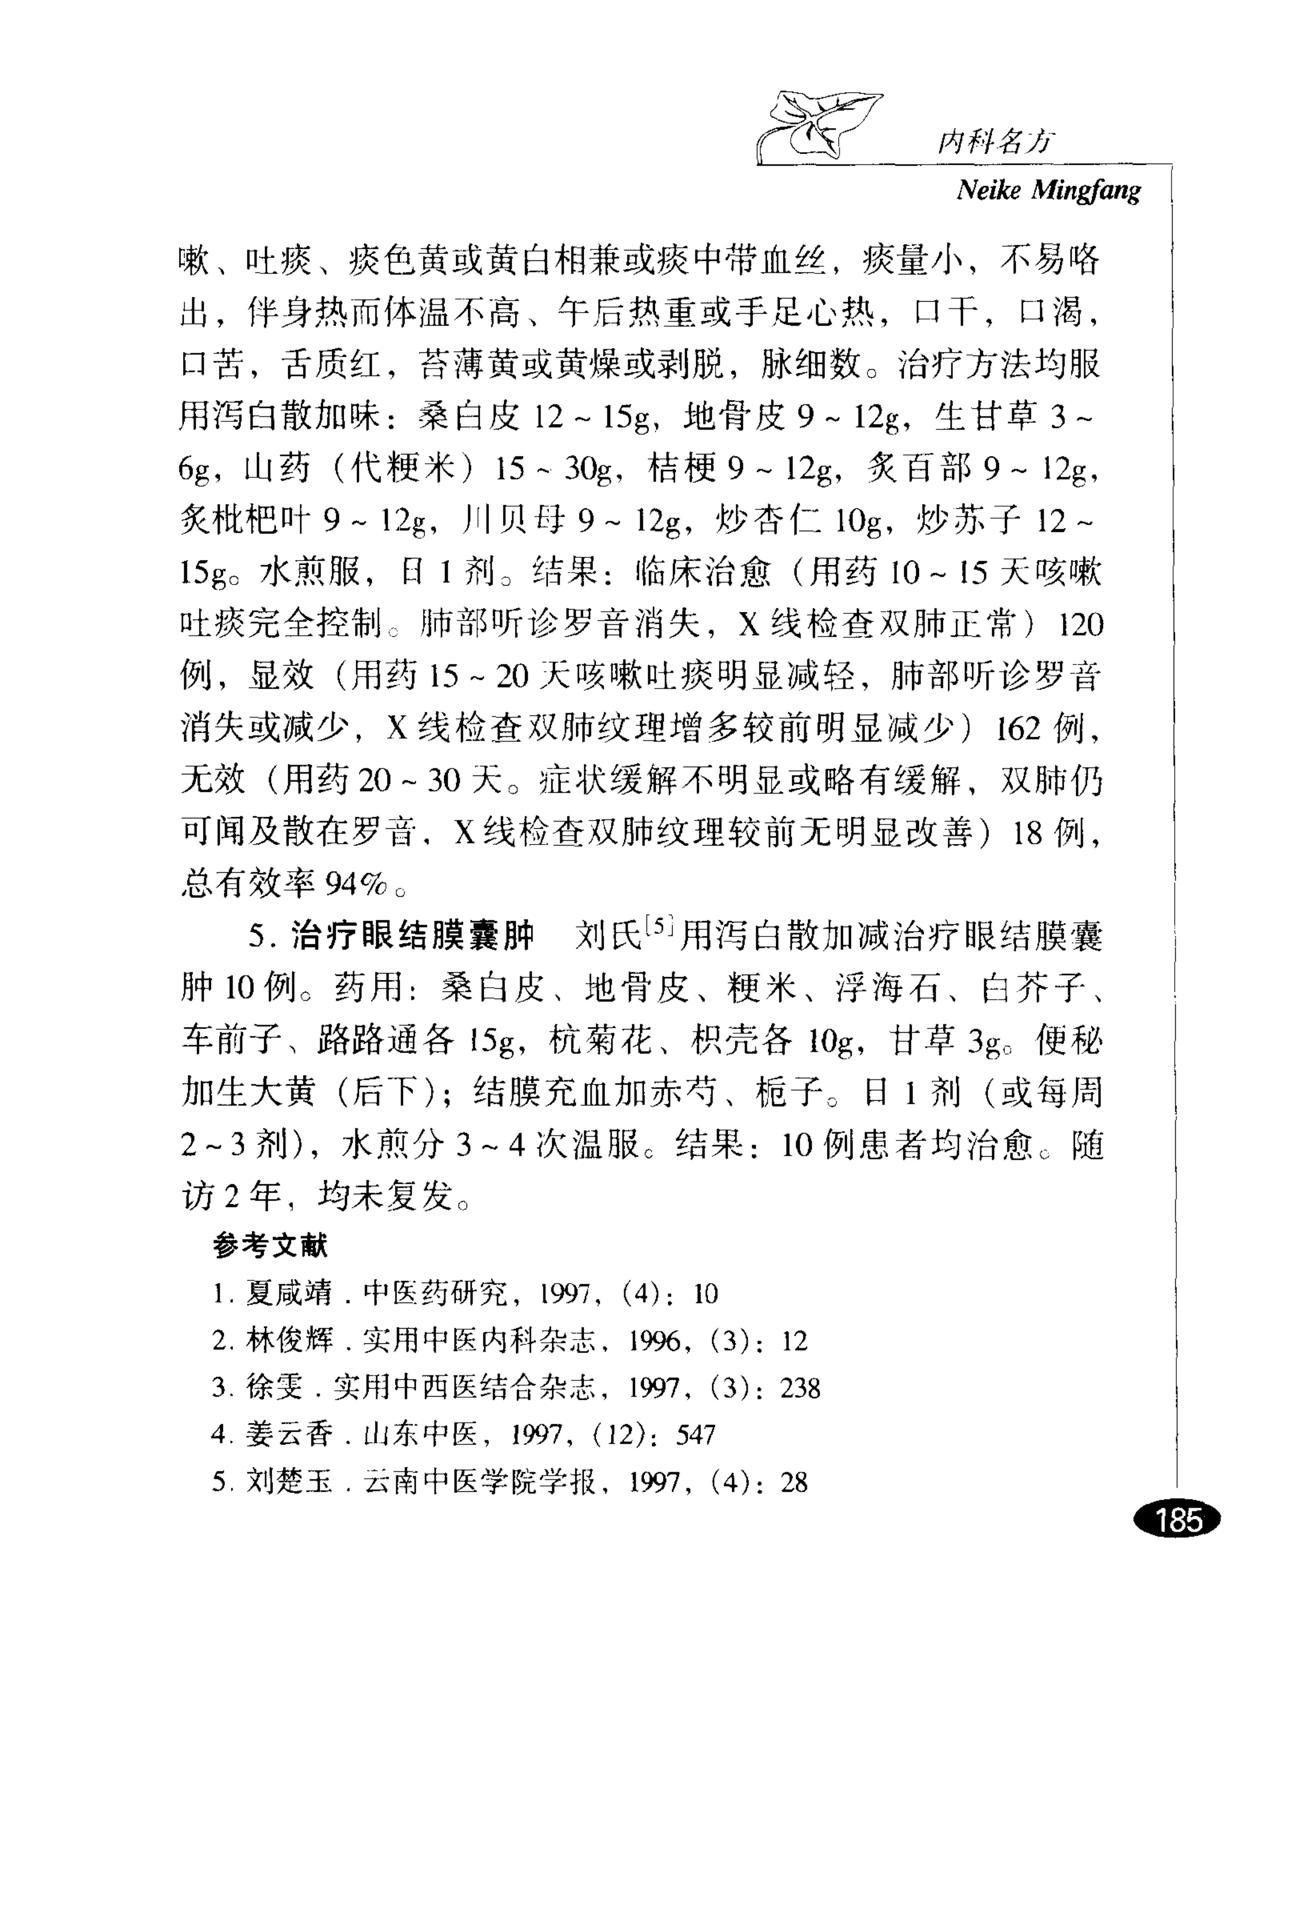 内科名方
Neike Mingfang
嗽、吐痰、痰色黄或黄白相兼或痰中带血丝，痰量小，不易咯
出，伴身热而体温不高、午后热重或手足心热，口干，口渴，
口苦，舌质红，苔薄黄或黄燥或剥脱，脉细数。治疗方法均服
用泻白散加味：桑白皮 12～15g，地骨皮 9～12g，生甘草 3～
6g，山药（代粳米）15～30g，桔梗 9～12g，炙百部 9～12g，
炙枇杷叶 9～12g，川贝母 9～12g，炒杏仁 10g，炒苏子 12～
15g。水煎服，日 1 剂。结果：临床治愈（用药 10～15 天咳嗽
吐痰完全控制。肺部听诊罗音消失，X 线检查双肺正常）120
例，显效（用药 15～20 天咳嗽吐痰明显减轻，肺部听诊罗音
消失或减少，X 线检查双肺纹理增多较前明显减少）162 例，
无效（用药 20～30 天。症状缓解不明显或略有缓解，双肺仍
可闻及散在罗音，X 线检查双肺纹理较前无明显改善）18 例，
总有效率 94%。
5. 治疗眼结膜囊肿　刘氏[5]用泻白散加减治疗眼结膜囊
肿 10 例。药用：桑白皮、地骨皮、粳米、浮海石、白芥子、
车前子、路路通各 15g，杭菊花、枳壳各 10g，甘草 3g。便秘
加生大黄（后下）；结膜充血加赤芍、栀子。日 1 剂（或每周
2～3 剂），水煎分 3～4 次温服。结果：10 例患者均治愈。随
访 2 年，均未复发。
参考文献
1. 夏咸靖．中医药研究，1997，（4）：10
2. 林俊辉．实用中医内科杂志，1996，（3）：12
3. 徐雯．实用中西医结合杂志，1997，（3）：238
4. 姜云香．山东中医，1997，（12）：547
5. 刘楚玉．云南中医学院学报，1997，（4）：28
185